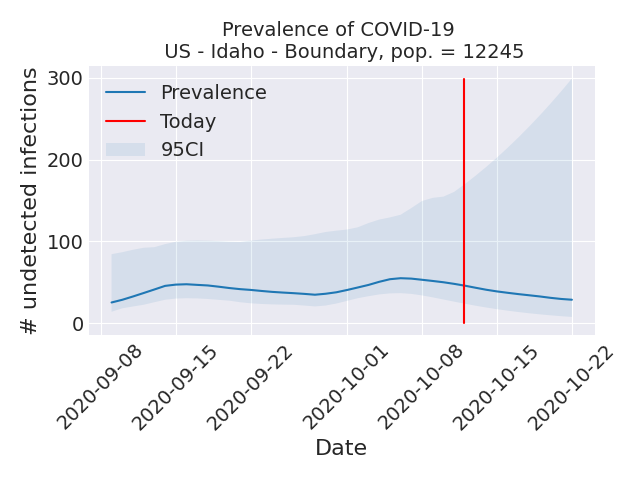 Prevalence of COVID-19
US - Idaho - Boundary, pop. = 12245
# undetected infections
300
200
100
0
Prevalence
Today
95CI
2020-09-08
2020-09-15
2020-09-22
2020-10-01
2020-10-08
2020-10-15
2020-10-22
Date